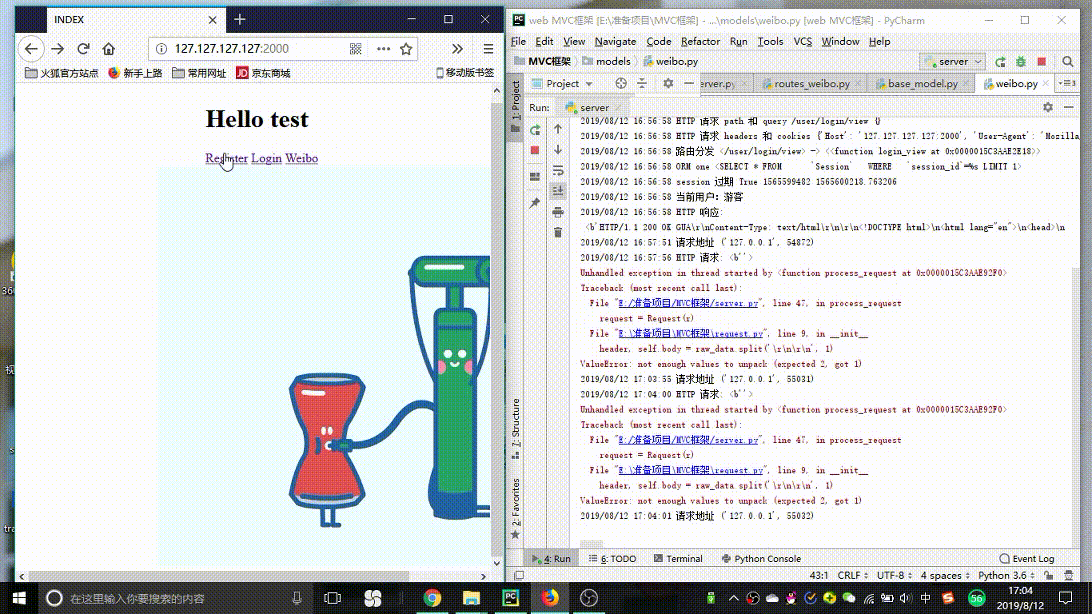 INDEX
127.127.127.127:2000
火狐官方站点 新手上路 常用网址 JD 京东商城 移动版书签
Hello test
Register Login Weibo
web MVC框架 [E:\准备项目\MVC框架] - ...\models\weibo.py [web MVC框架] - PyCharm
File Edit View Navigate Code Refactor Run Tools VCS Window Help
MVC框架 models weibo.py server
Project erver.py routes_weibo.py base_model.py weibo.py
1: Project
Run: server
2019/08/12 16:56:58 HTTP 请求 path 和 query /user/login/view {}
2019/08/12 16:56:58 HTTP 请求 headers 和 cookies {'Host': '127.127.127.127:2000', 'User-Agent': 'Mozilla
2019/08/12 16:56:58 路由分发 </user/login/view> -> <<function login_view at 0x0000015C3AAE2E18>>
2019/08/12 16:56:58 ORM one <SELECT * FROM `Session` WHERE `session_id`=%s LIMIT 1>
2019/08/12 16:56:58 session 过期 True 1565599482 1565600218.763206
2019/08/12 16:56:58 当前用户: 游客
2019/08/12 16:56:58 HTTP 响应:
<b'HTTP/1.1 200 OK GUA\r\nContent-Type: text/html\r\n\r\n<!DOCTYPE html>\n<html lang="en">\n<head>\n
2019/08/12 16:57:51 请求地址 ('127.0.0.1', 54872)
2019/08/12 16:57:56 HTTP 请求: <b''>
Unhandled exception in thread started by <function process_request at 0x0000015C3AAE92F0>
Traceback (most recent call last):
File "E:/准备项目/MVC框架/server.py", line 47, in process_request
request = Request(r)
File "E:\准备项目\MVC框架\request.py", line 9, in __init__
header, self.body = raw_data.split('\r\n\r\n', 1)
ValueError: not enough values to unpack (expected 2, got 1)
2019/08/12 17:03:55 请求地址 ('127.0.0.1', 55031)
2019/08/12 17:04:00 HTTP 请求: <b''>
Unhandled exception in thread started by <function process_request at 0x0000015C3AAE92F0>
Traceback (most recent call last):
File "E:/准备项目/MVC框架/server.py", line 47, in process_request
request = Request(r)
File "E:\准备项目\MVC框架\request.py", line 9, in __init__
header, self.body = raw_data.split('\r\n\r\n', 1)
ValueError: not enough values to unpack (expected 2, got 1)
2019/08/12 17:04:01 请求地址 ('127.0.0.1', 55032)
7: Structure
2: Favorites
4: Run 6: TODO Terminal Python Console Event Log
43:1 CRLF UTF-8 4 spaces Python 3.6
在这里输入你要搜索的内容
中
56
17:04
2019/8/12